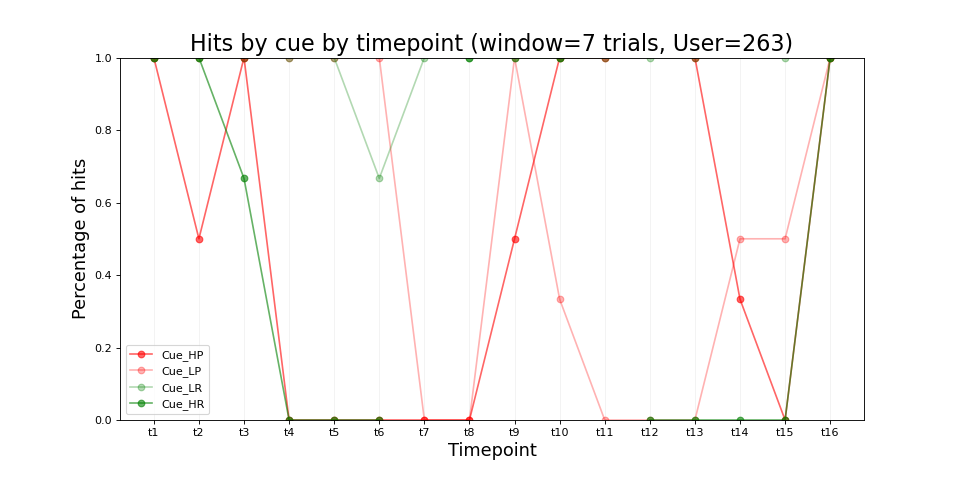 Hits by cue by timepoint (window=7 trials, User=263)
Percentage of hits
1.0
0.8
0.6
0.4
0.2
0.0
Cue_HP
Cue_LP
Cue_LR
Cue_HR
t1 t2 t3 t4 t5 t6 t7 t8 t9 t10 t11 t12 t13 t14 t15 t16
Timepoint